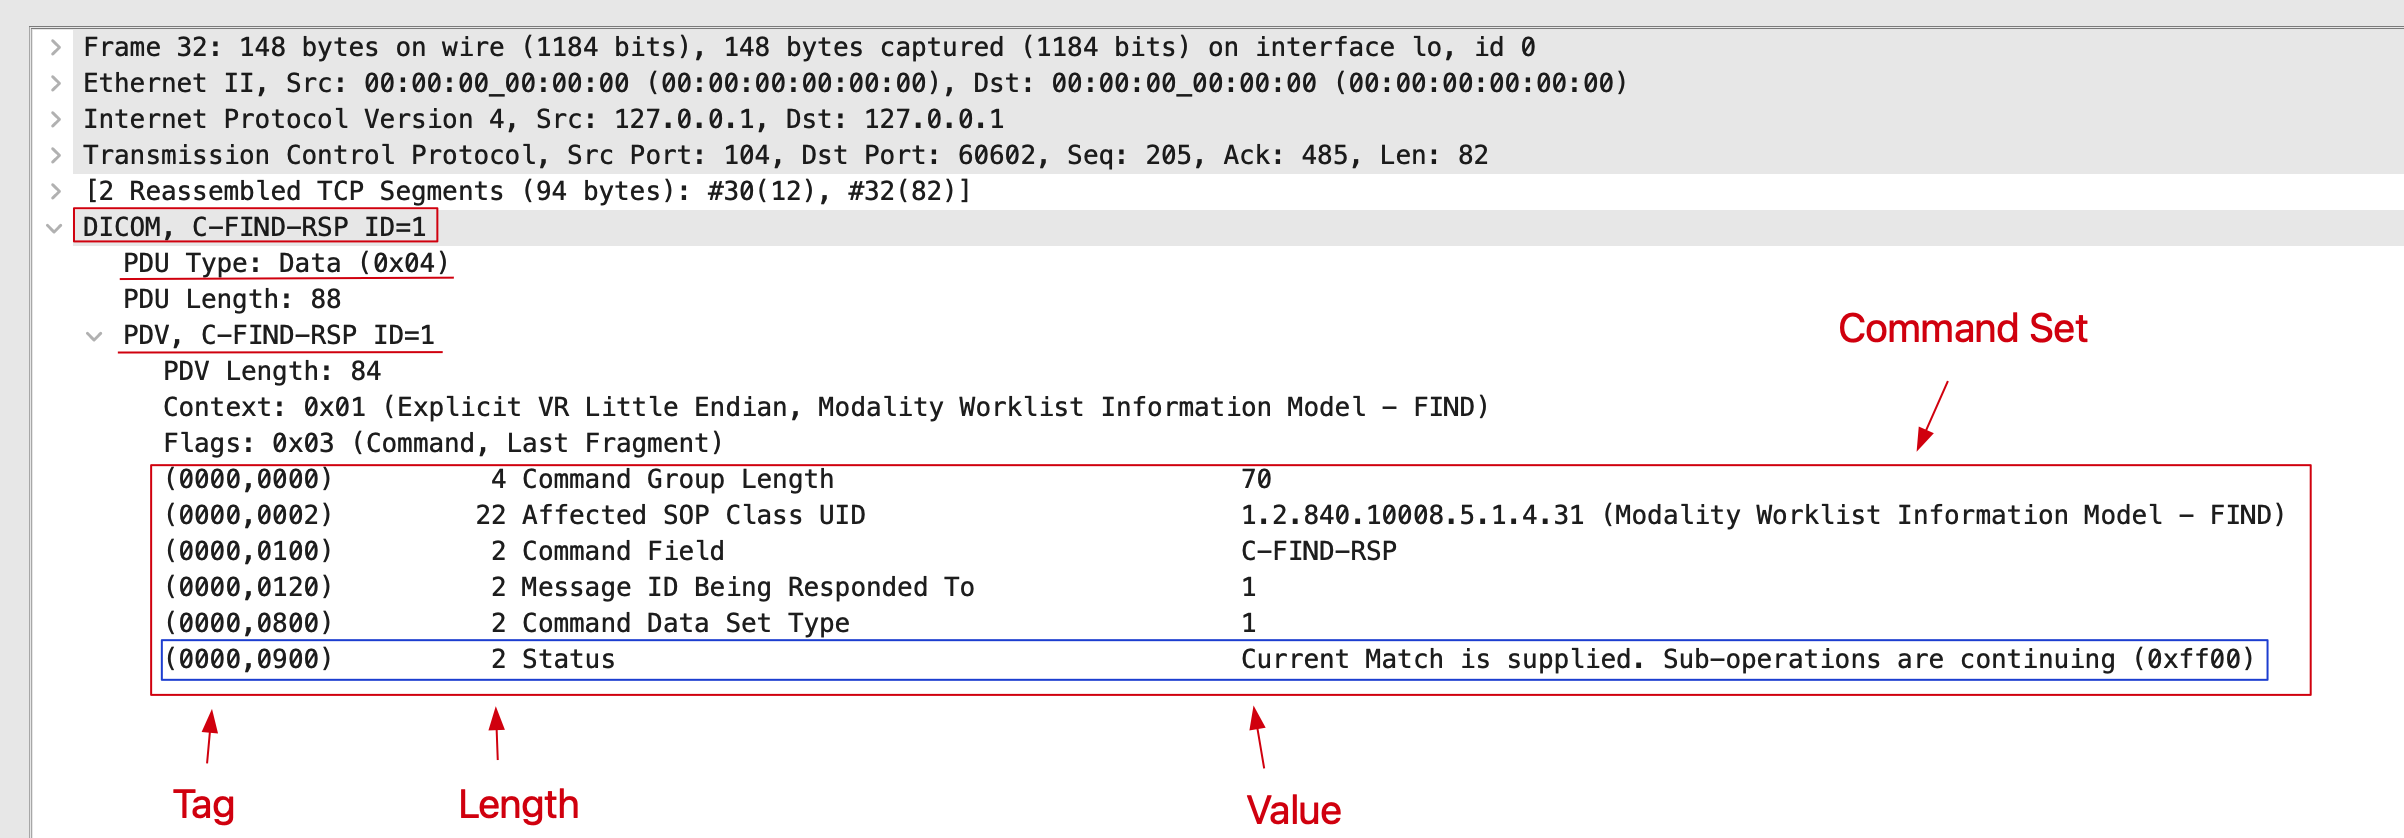 Frame 32: 148 bytes on wire (1184 bits), 148 bytes captured (1184 bits) on interface lo, id 0
Ethernet II, Src: 00:00:00_00:00:00 (00:00:00:00:00:00), Dst: 00:00:00_00:00:00 (00:00:00:00:00:00)
Internet Protocol Version 4, Src: 127.0.0.1, Dst: 127.0.0.1
Transmission Control Protocol, Src Port: 104, Dst Port: 60602, Seq: 205, Ack: 485, Len: 82
[2 Reassembled TCP Segments (94 bytes): #30(12), #32(82)]
DICOM, C-FIND-RSP ID=1
PDU Type: Data (0x04)
PDU Length: 88
PDV, C-FIND-RSP ID=1
Command Set
PDV Length: 84
Context: 0x01 (Explicit VR Little Endian, Modality Worklist Information Model - FIND)
Flags: 0x03 (Command, Last Fragment)
(0000,0000) 4 Command Group Length 70
(0000,0002) 22 Affected SOP Class UID 1.2.840.10008.5.1.4.31 (Modality Worklist Information Model - FIND)
(0000,0100) 2 Command Field C-FIND-RSP
(0000,0120) 2 Message ID Being Responded To 1
(0000,0800) 2 Command Data Set Type 1
(0000,0900) 2 Status Current Match is supplied. Sub-operations are continuing (0xff00)
Tag Length Value